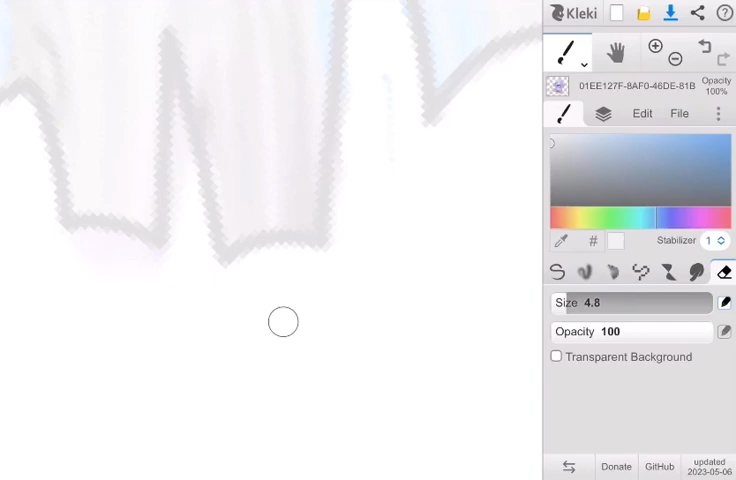 Kleki
01EE127F-8AF0-46DE-81B
Opacity
100%
Edit File
# Stabilizer 1
Size 4.8
Opacity 100
Transparent Background
Donate GitHub updated
2023-05-06